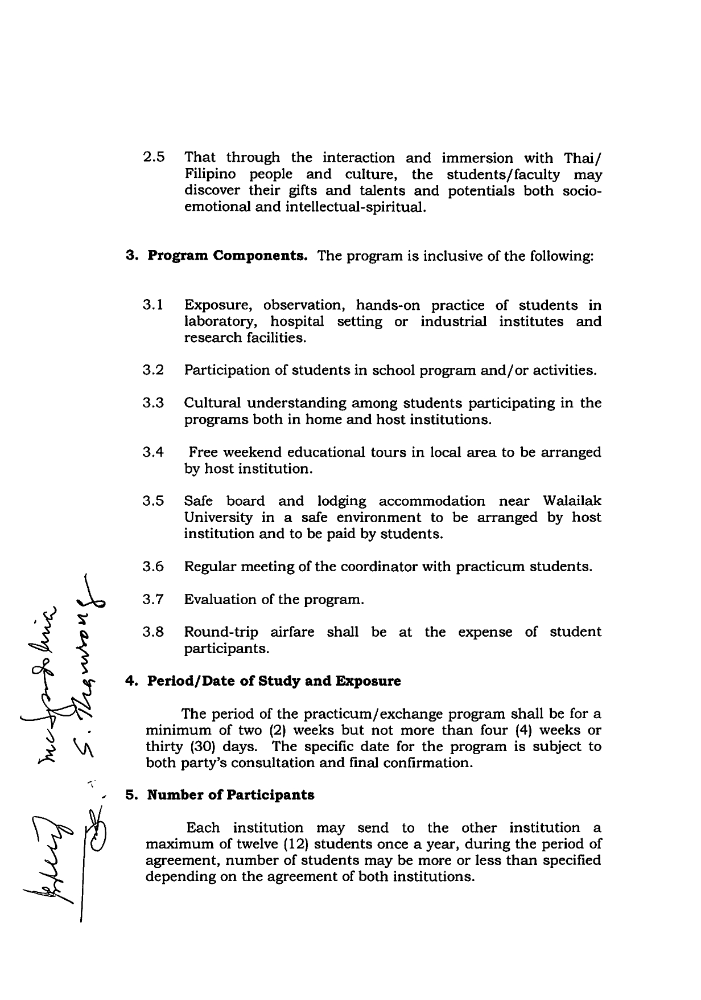 2.5 That through the interaction and immersion with Thai/
Filipino people and culture, the students/faculty may
discover their gifts and talents and potentials both socio-
emotional and intellectual-spiritual.
3. Program Components. The program is inclusive of the following:
3.1 Exposure, observation, hands-on practice of students in
laboratory, hospital setting or industrial institutes and
research facilities.
3.2 Participation of students in school program and/or activities.
3.3 Cultural understanding among students participating in the
programs both in home and host institutions.
3.4 Free weekend educational tours in local area to be arranged
by host institution.
3.5 Safe board and lodging accommodation near Walailak
University in a safe environment to be arranged by host
institution and to be paid by students.
3.6 Regular meeting of the coordinator with practicum students.
3.7 Evaluation of the program.
3.8 Round-trip airfare shall be at the expense of student
participants.
4. Period/Date of Study and Exposure
The period of the practicum/exchange program shall be for a
minimum of two (2) weeks but not more than four (4) weeks or
thirty (30) days. The specific date for the program is subject to
both party's consultation and final confirmation.
5. Number of Participants
Each institution may send to the other institution a
maximum of twelve (12) students once a year, during the period of
agreement, number of students may be more or less than specified
depending on the agreement of both institutions.